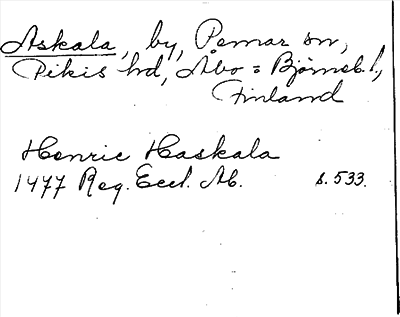 Askala, by, Pemar sn,
Pikis hd, Åbo = Björneb. l.,
Finland
Henric Haskala
1477 Reg. Eccl. Ab. s. 533.